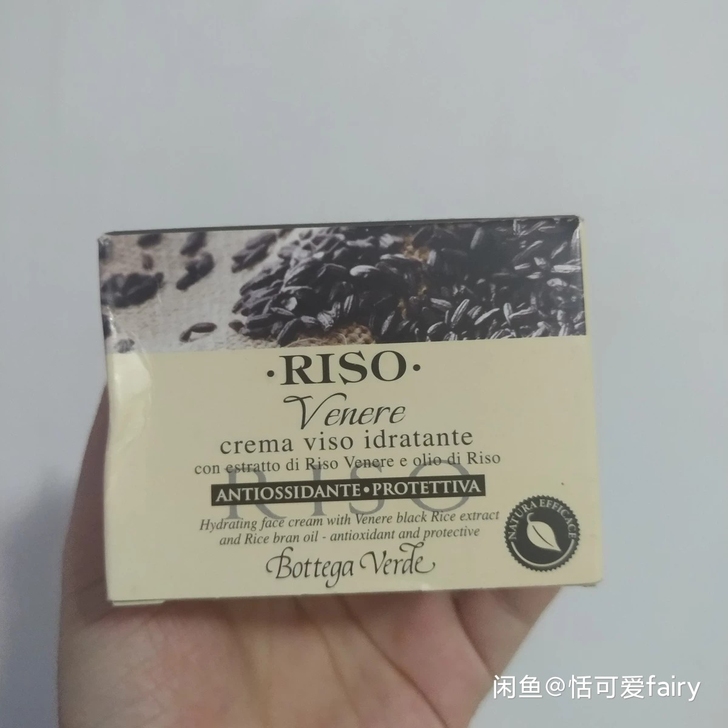 ·RISO·
Venere
crema viso idratante
con estratto di Riso Venere e olio di Riso
RISO
ANTIOSSIDANTE•PROTETTIVA
Hydrating face cream with Venere black Rice extract
and Rice bran oil - antioxidant and protective
Bottega Verde
NATURA EFFICACE
闲鱼@恬可爱fairy